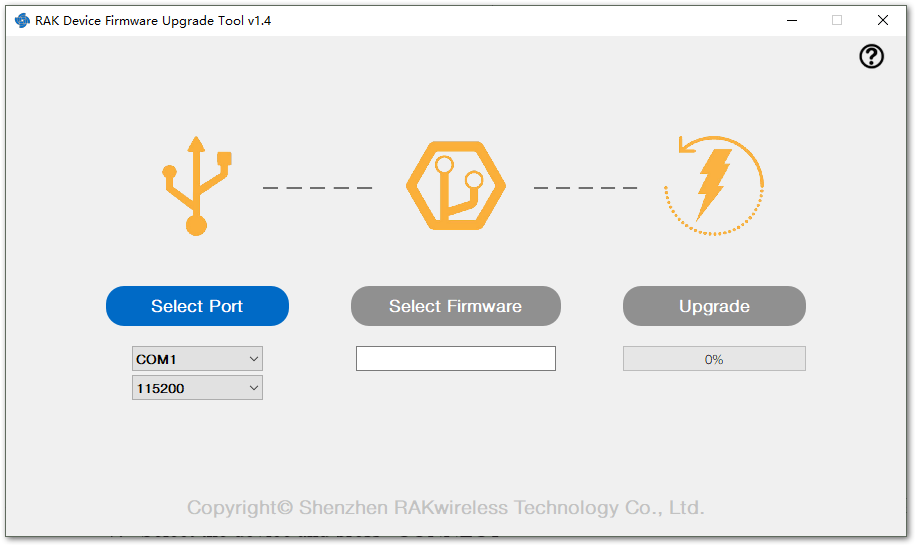 RAK Device Firmware Upgrade Tool v1.4
Select Port
Select Firmware
Upgrade
COM1
0%
115200
Copyright© Shenzhen RAKwireless Technology Co., Ltd.